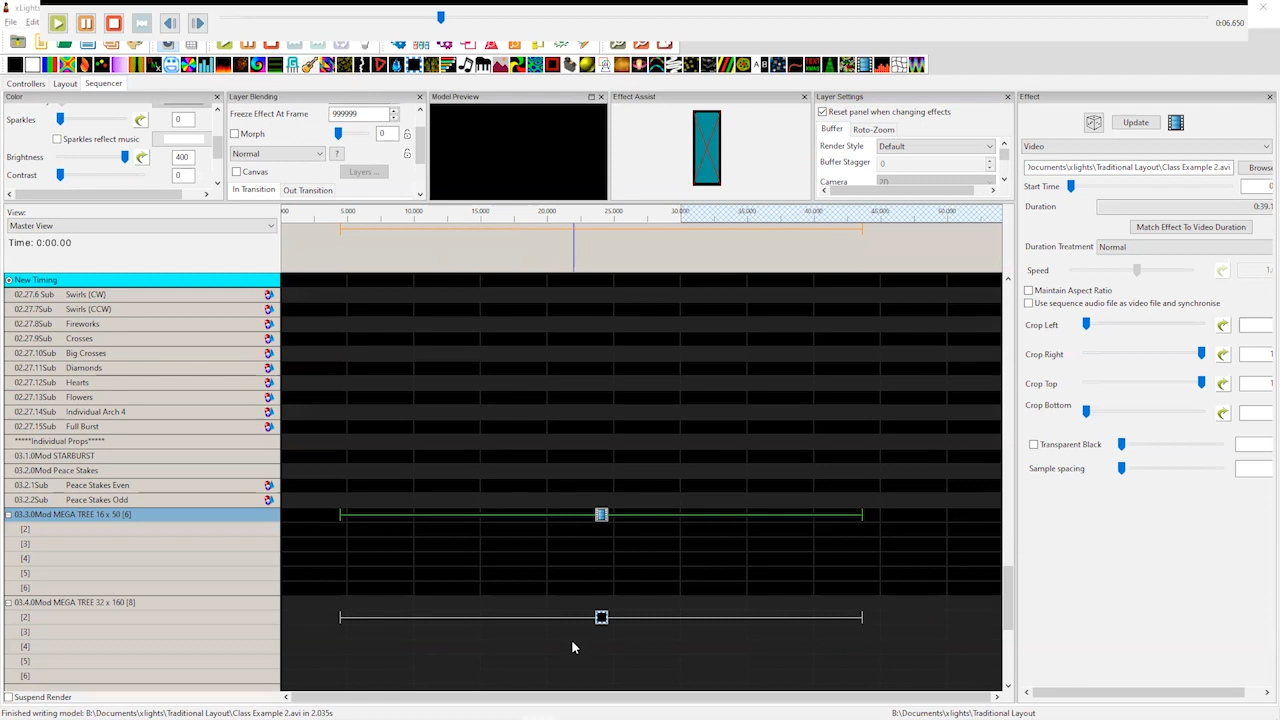 xLights
File Edit
0:06.650
Controllers Layout Sequencer
Color
Sparkles 0
Sparkles reflect music
Brightness 400
Contrast 0
Layer Blending
Freeze Effect At Frame 999999
Morph 0
Normal ?
Canvas Layers ...
In Transition Out Transition
Model Preview
Effect Assist
Layer Settings
Reset panel when changing effects
Buffer Roto-Zoom
Render Style Default
Buffer Stagger 0
Camera 2D
Effect
Update
Video
ocuments\xlights\Traditional Layout\Class Example 2.avi Browse
Start Time 0
Duration 0:39.1
Match Effect To Video Duration
Duration Treatment Normal
Speed 1.
Maintain Aspect Ratio
Use sequence audio file as video file and synchronise
Crop Left
Crop Right 1
Crop Top 1
Crop Bottom
Transparent Black
Sample spacing
View:
Master View
Time: 0:00.00
5.000 10.000 15.000 20.000 25.000 30.000 35.000 40.000 45.000 50.000
New Timing
02.27.6 Sub Swirls (CW)
02.27.7Sub Swirls (CCW)
02.27.8Sub Fireworks
02.27.9Sub Crosses
02.27.10Sub Big Crosses
02.27.11Sub Diamonds
02.27.12Sub Hearts
02.27.13Sub Flowers
02.27.14Sub Individual Arch 4
02.27.15Sub Full Burst
*****Individual Props*****
03.1.0Mod STARBURST
03.2.0Mod Peace Stakes
03.2.1Sub Peace Stakes Even
03.2.2Sub Peace Stakes Odd
03.3.0Mod MEGA TREE 16 x 50 [6]
[2]
[3]
[4]
[5]
[6]
03.4.0Mod MEGA TREE 32 x 160 [8]
[2]
[3]
[4]
[5]
[6]
Suspend Render
Finished writing model: B:\Documents\xlights\Traditional Layout\Class Example 2.avi in 2.035s
B:\Documents\xlights\Traditional Layout